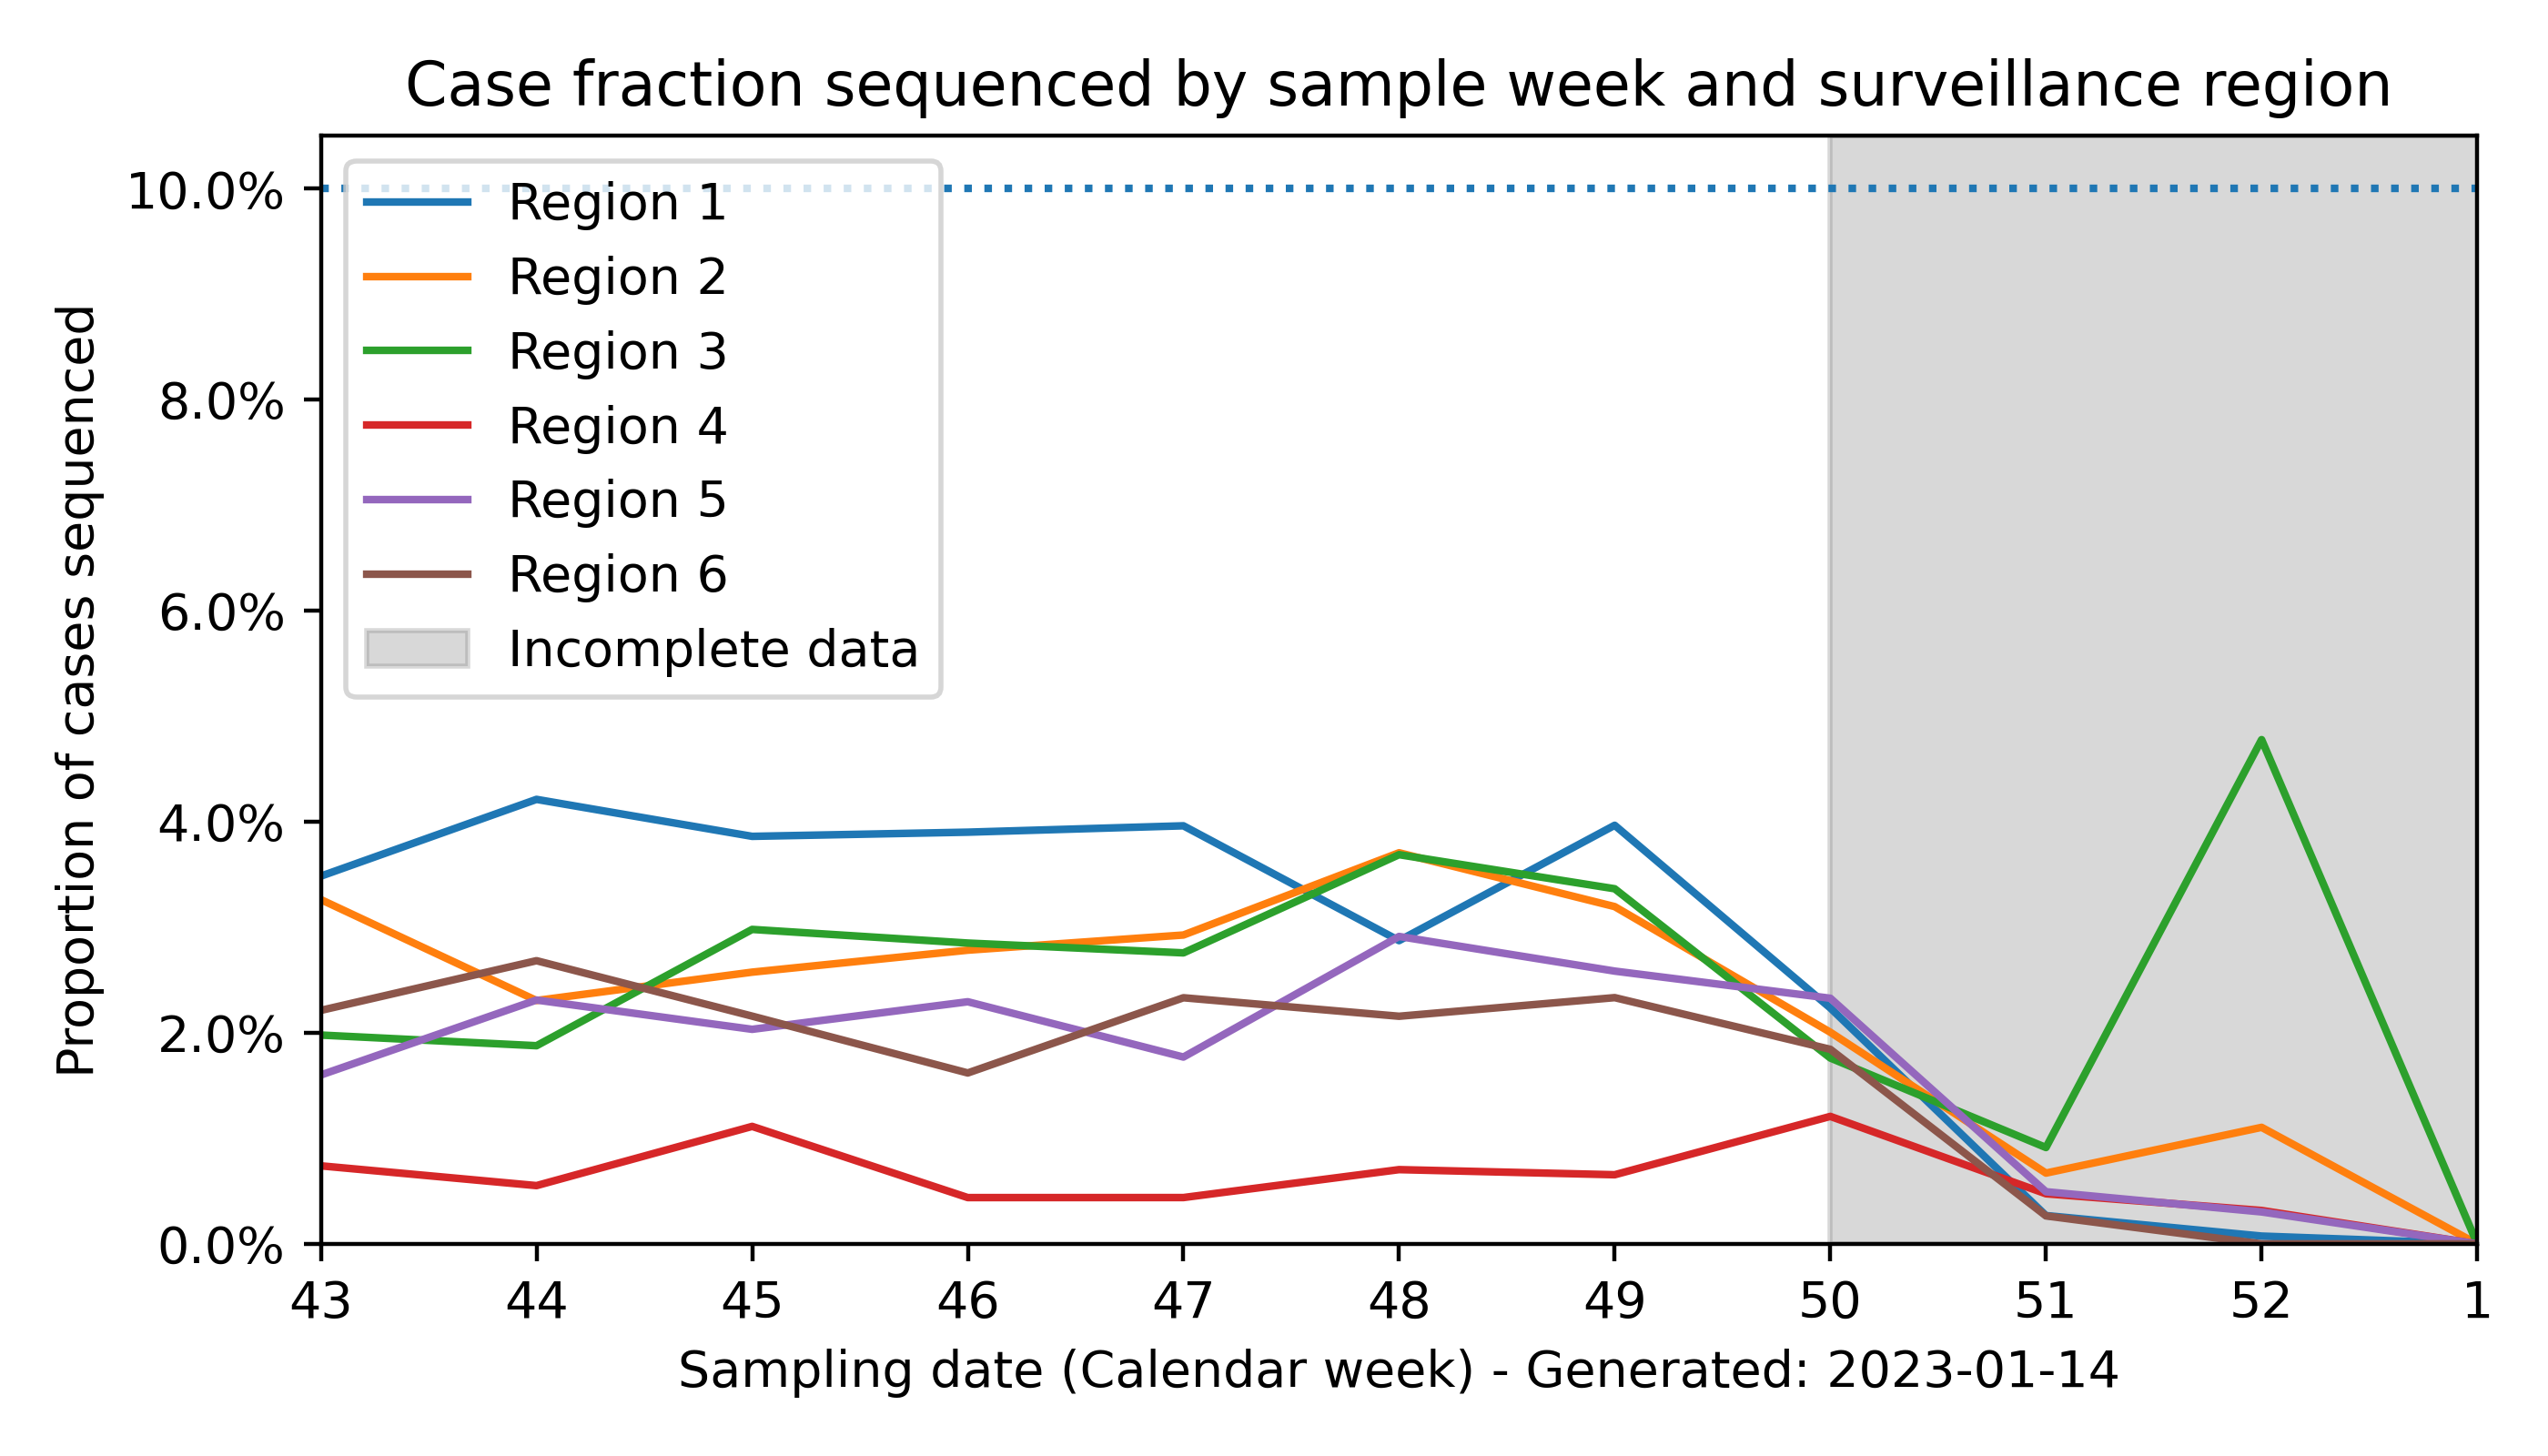 Case fraction sequenced by sample week and surveillance region
Proportion of cases sequenced
10.0%
8.0%
6.0%
4.0%
2.0%
0.0%
Region 1
Region 2
Region 3
Region 4
Region 5
Region 6
Incomplete data
43 44 45 46 47 48 49 50 51 52 1
Sampling date (Calendar week) - Generated: 2023-01-14